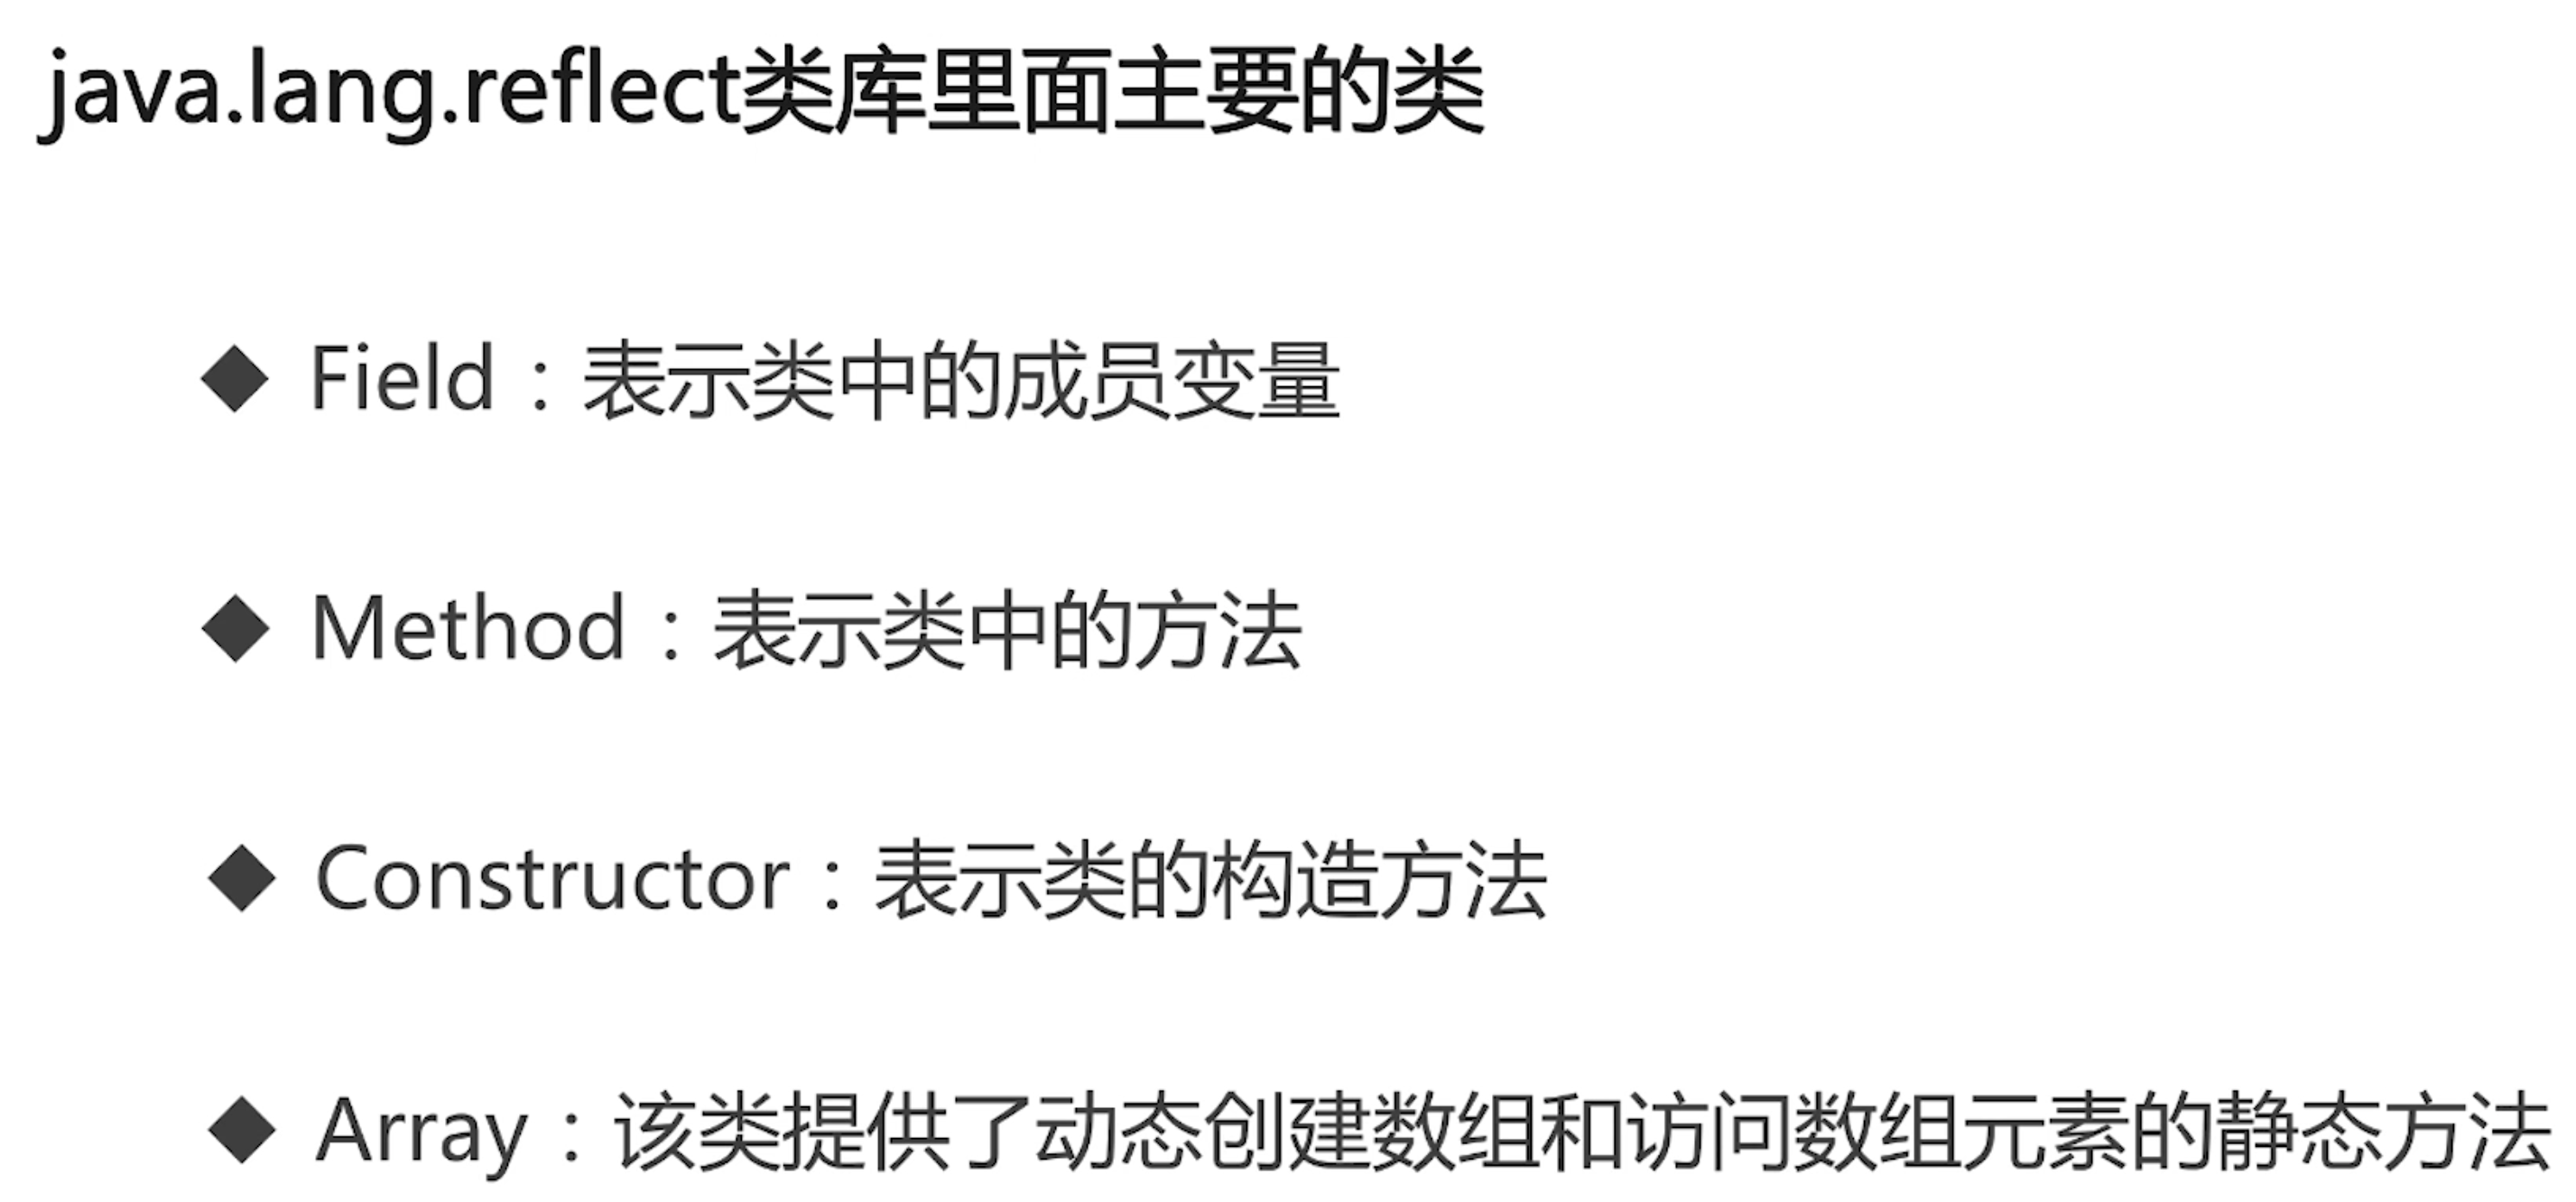 java.lang.reflect类库里面主要的类
◆ Field：表示类中的成员变量
◆ Method：表示类中的方法
◆ Constructor：表示类的构造方法
◆ Array：该类提供了动态创建数组和访问数组元素的静态方法